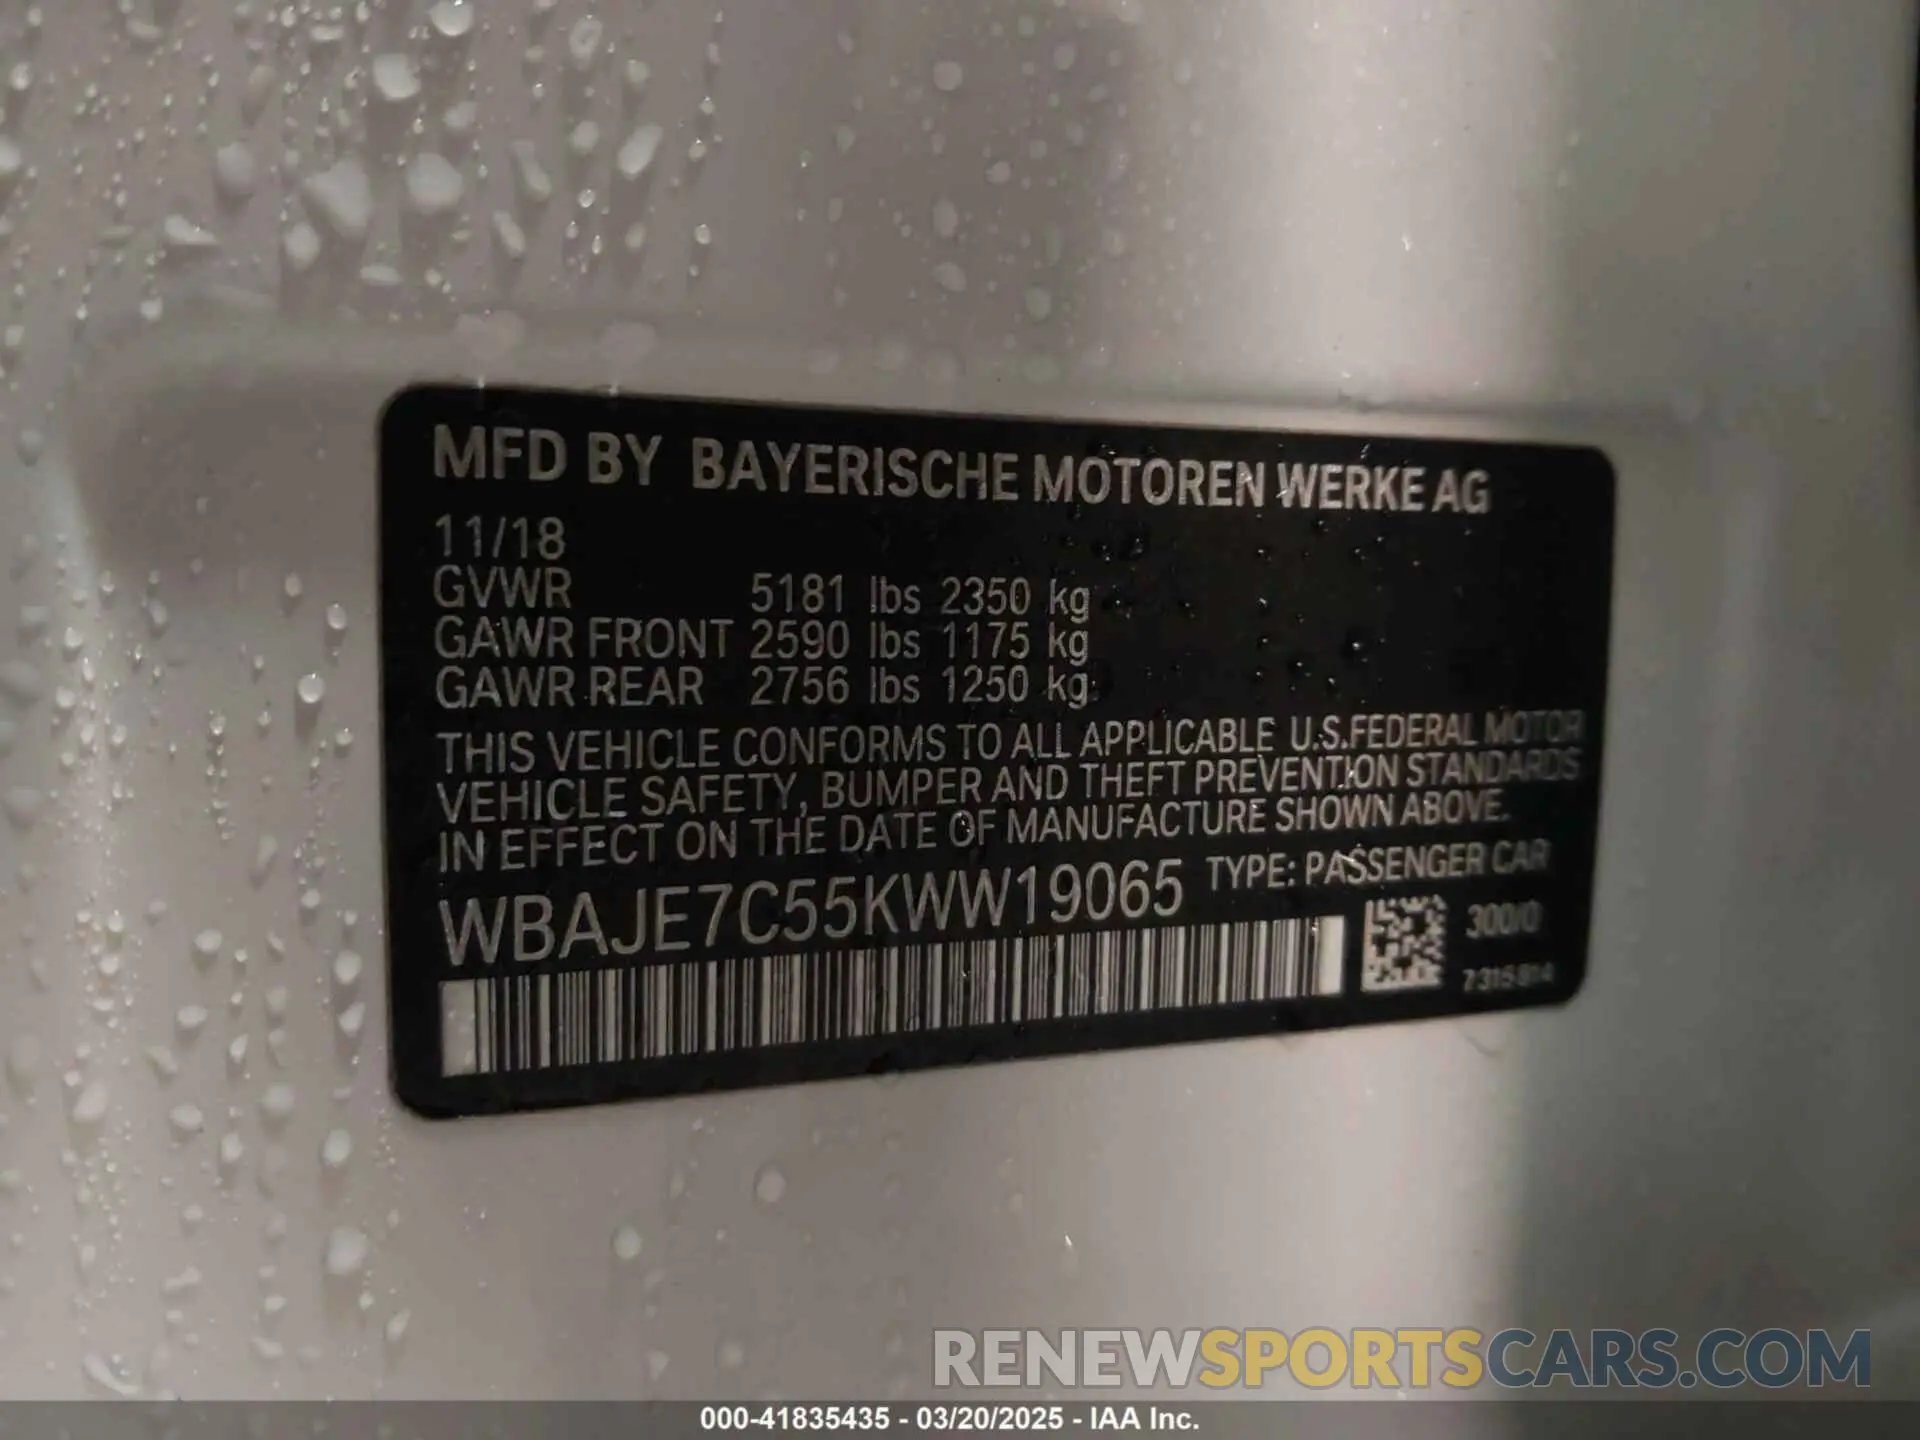 MFD BY BAYERISCHE MOTOREN WERKE AG
11/18
GVWR 5181 lbs 2350 kg
GAWR FRONT 2590 lbs 1175 kg
GAWR REAR 2756 lbs 1250 kg
THIS VEHICLE CONFORMS TO ALL APPLICABLE U.S.FEDERAL MOTOR
VEHICLE SAFETY, BUMPER AND THEFT PREVENTION STANDARDS
IN EFFECT ON THE DATE OF MANUFACTURE SHOWN ABOVE.
WBAJE7C55KWW19065 TYPE: PASSENGER CAR
300/0
7315814
RENEWSPORTSCARS.COM
000-41835435 - 03/20/2025 - IAA Inc.